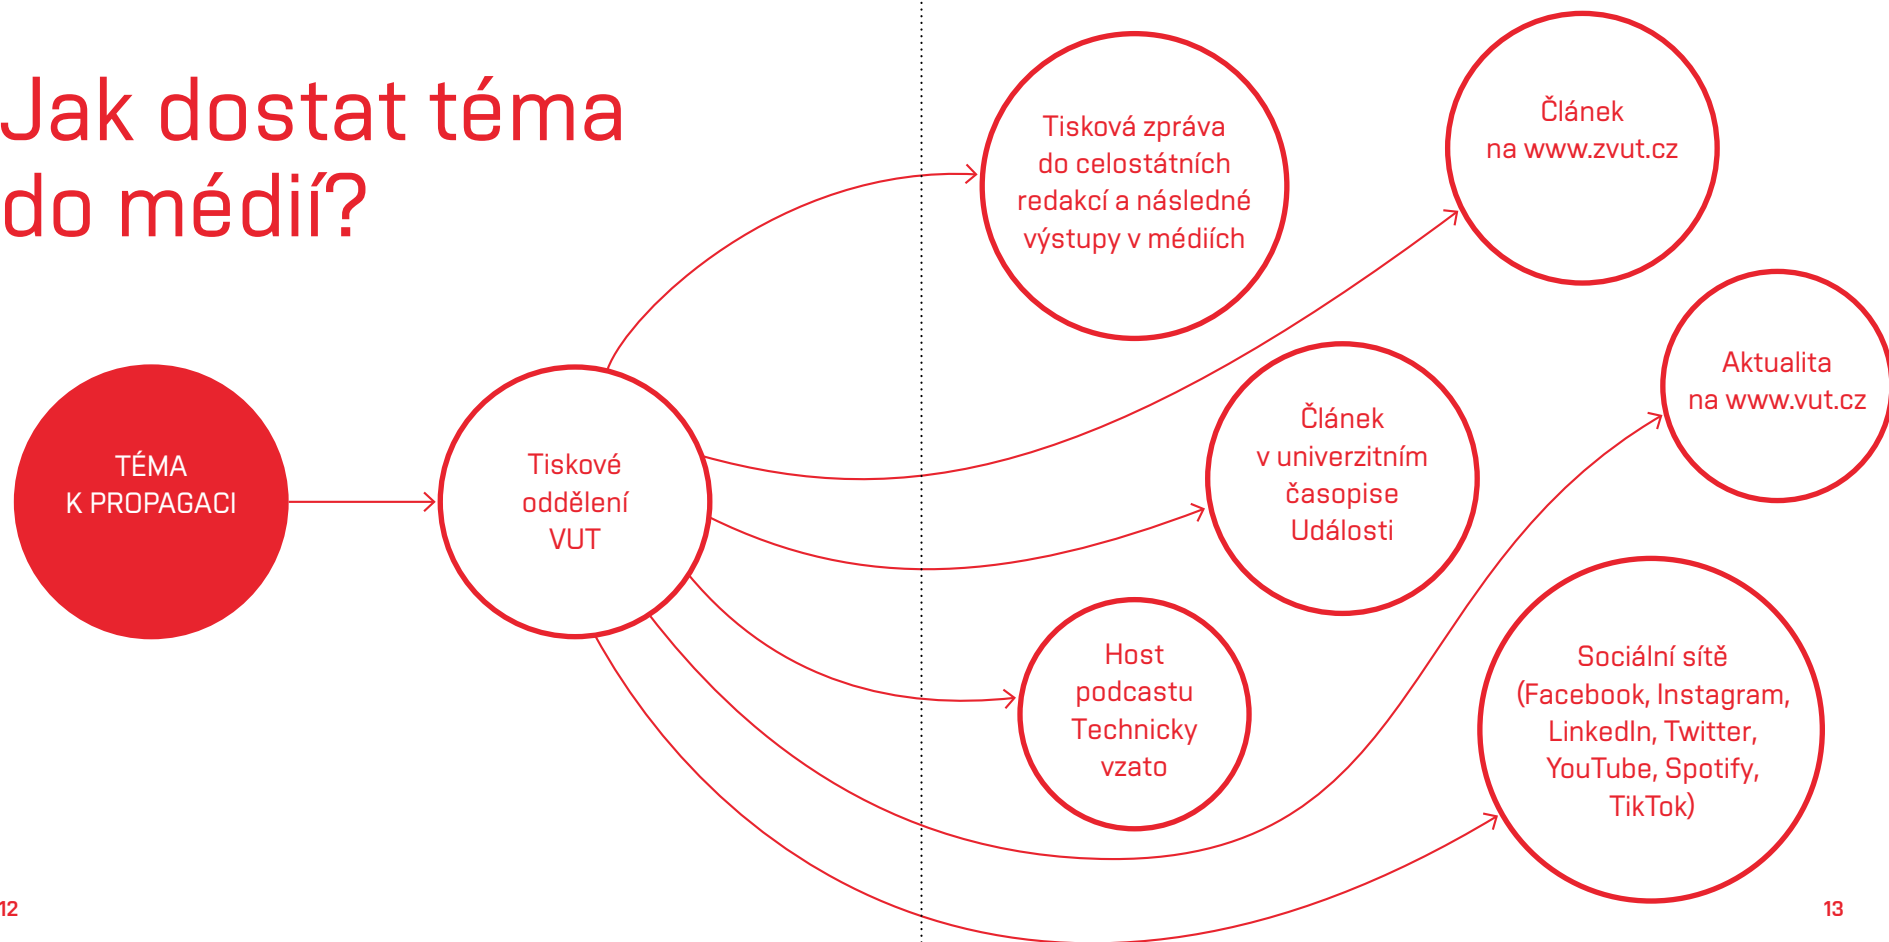 Jak dostat téma
do médií?
TÉMA
K PROPAGACI
Tiskové
oddělení
VUT
Tisková zpráva
do celostátních
redakcí a následné
výstupy v médiích
Článek
na www.zvut.cz
Aktualita
na www.vut.cz
Článek
v univerzitním
časopise
Události
Host
podcastu
Technicky
vzato
Sociální sítě
(Facebook, Instagram,
LinkedIn, Twitter,
YouTube, Spotify,
TikTok)
12
13